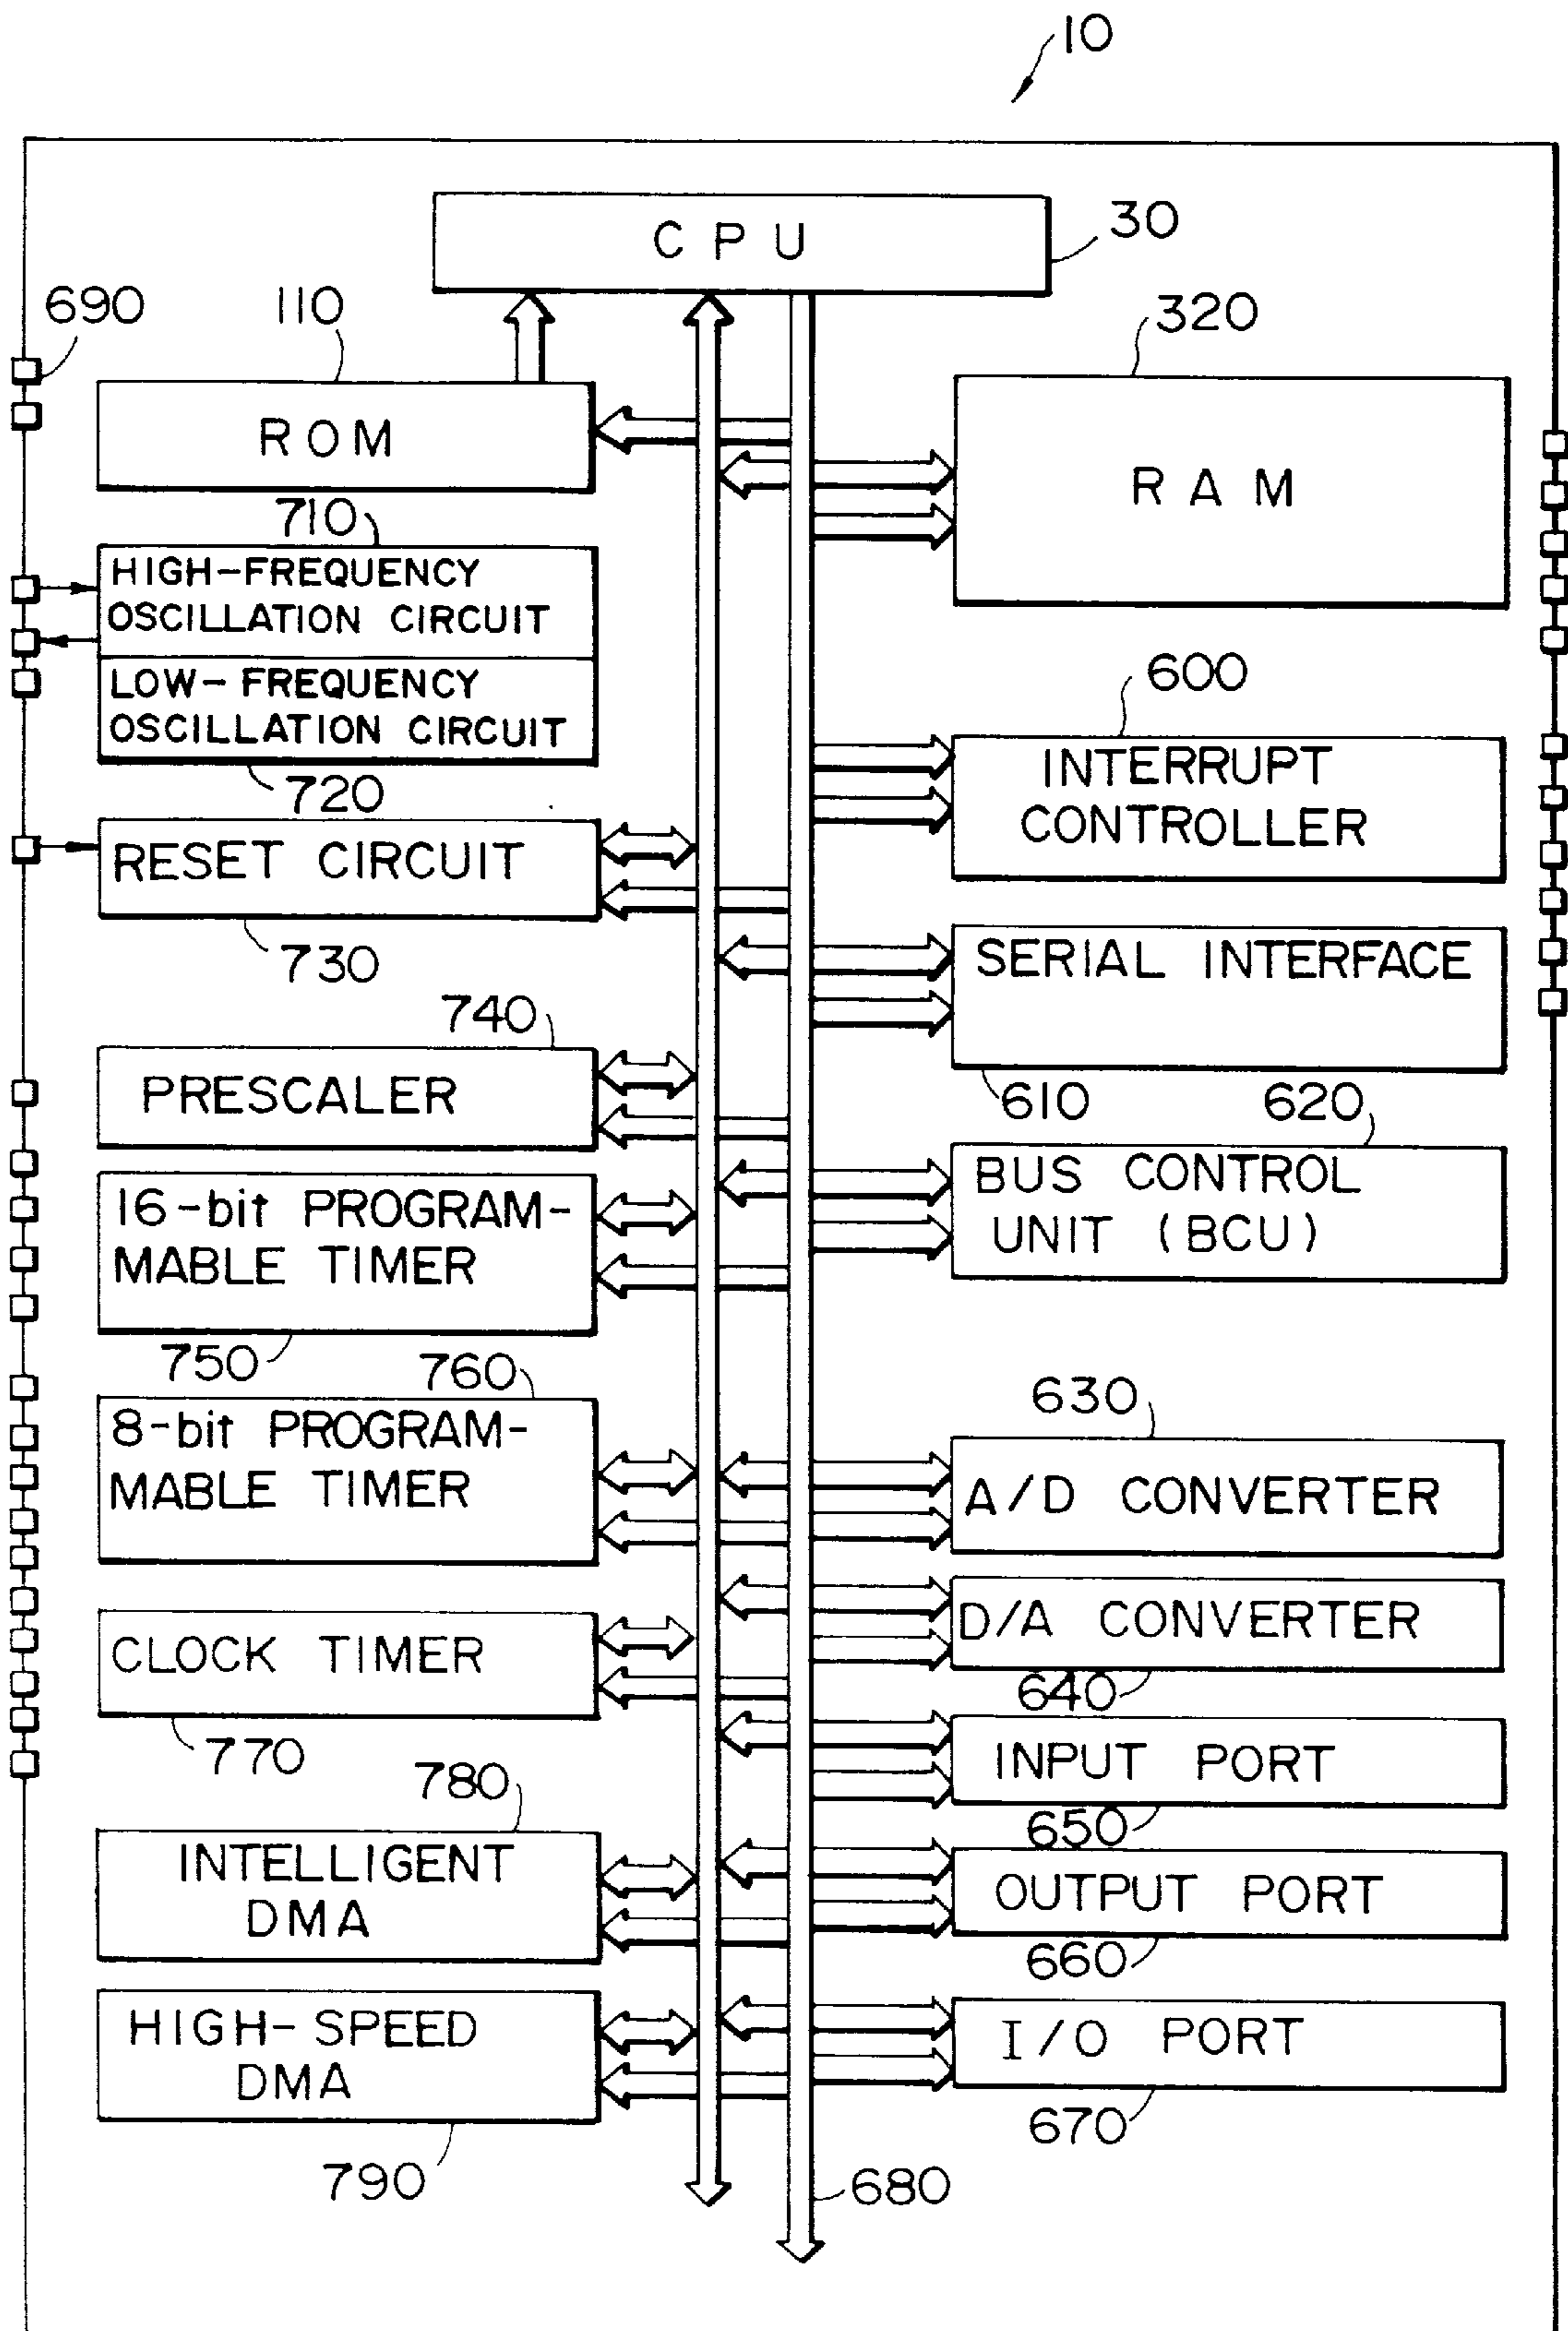 10
C P U
30
690
110
320
ROM
R A M
710
HIGH-FREQUENCY
OSCILLATION CIRCUIT
LOW-FREQUENCY
OSCILLATION CIRCUIT
720
600
INTERRUPT
CONTROLLER
RESET CIRCUIT
730
SERIAL INTERFACE
610
740
PRESCALER
620
BUS CONTROL
UNIT (BCU)
16-bit PROGRAM-
MABLE TIMER
750
760
8-bit PROGRAM-
MABLE TIMER
630
A/D CONVERTER
D/A CONVERTER
640
CLOCK TIMER
770
INPUT PORT
650
780
INTELLIGENT
DMA
OUTPUT PORT
660
HIGH-SPEED
DMA
790
I/O PORT
670
680